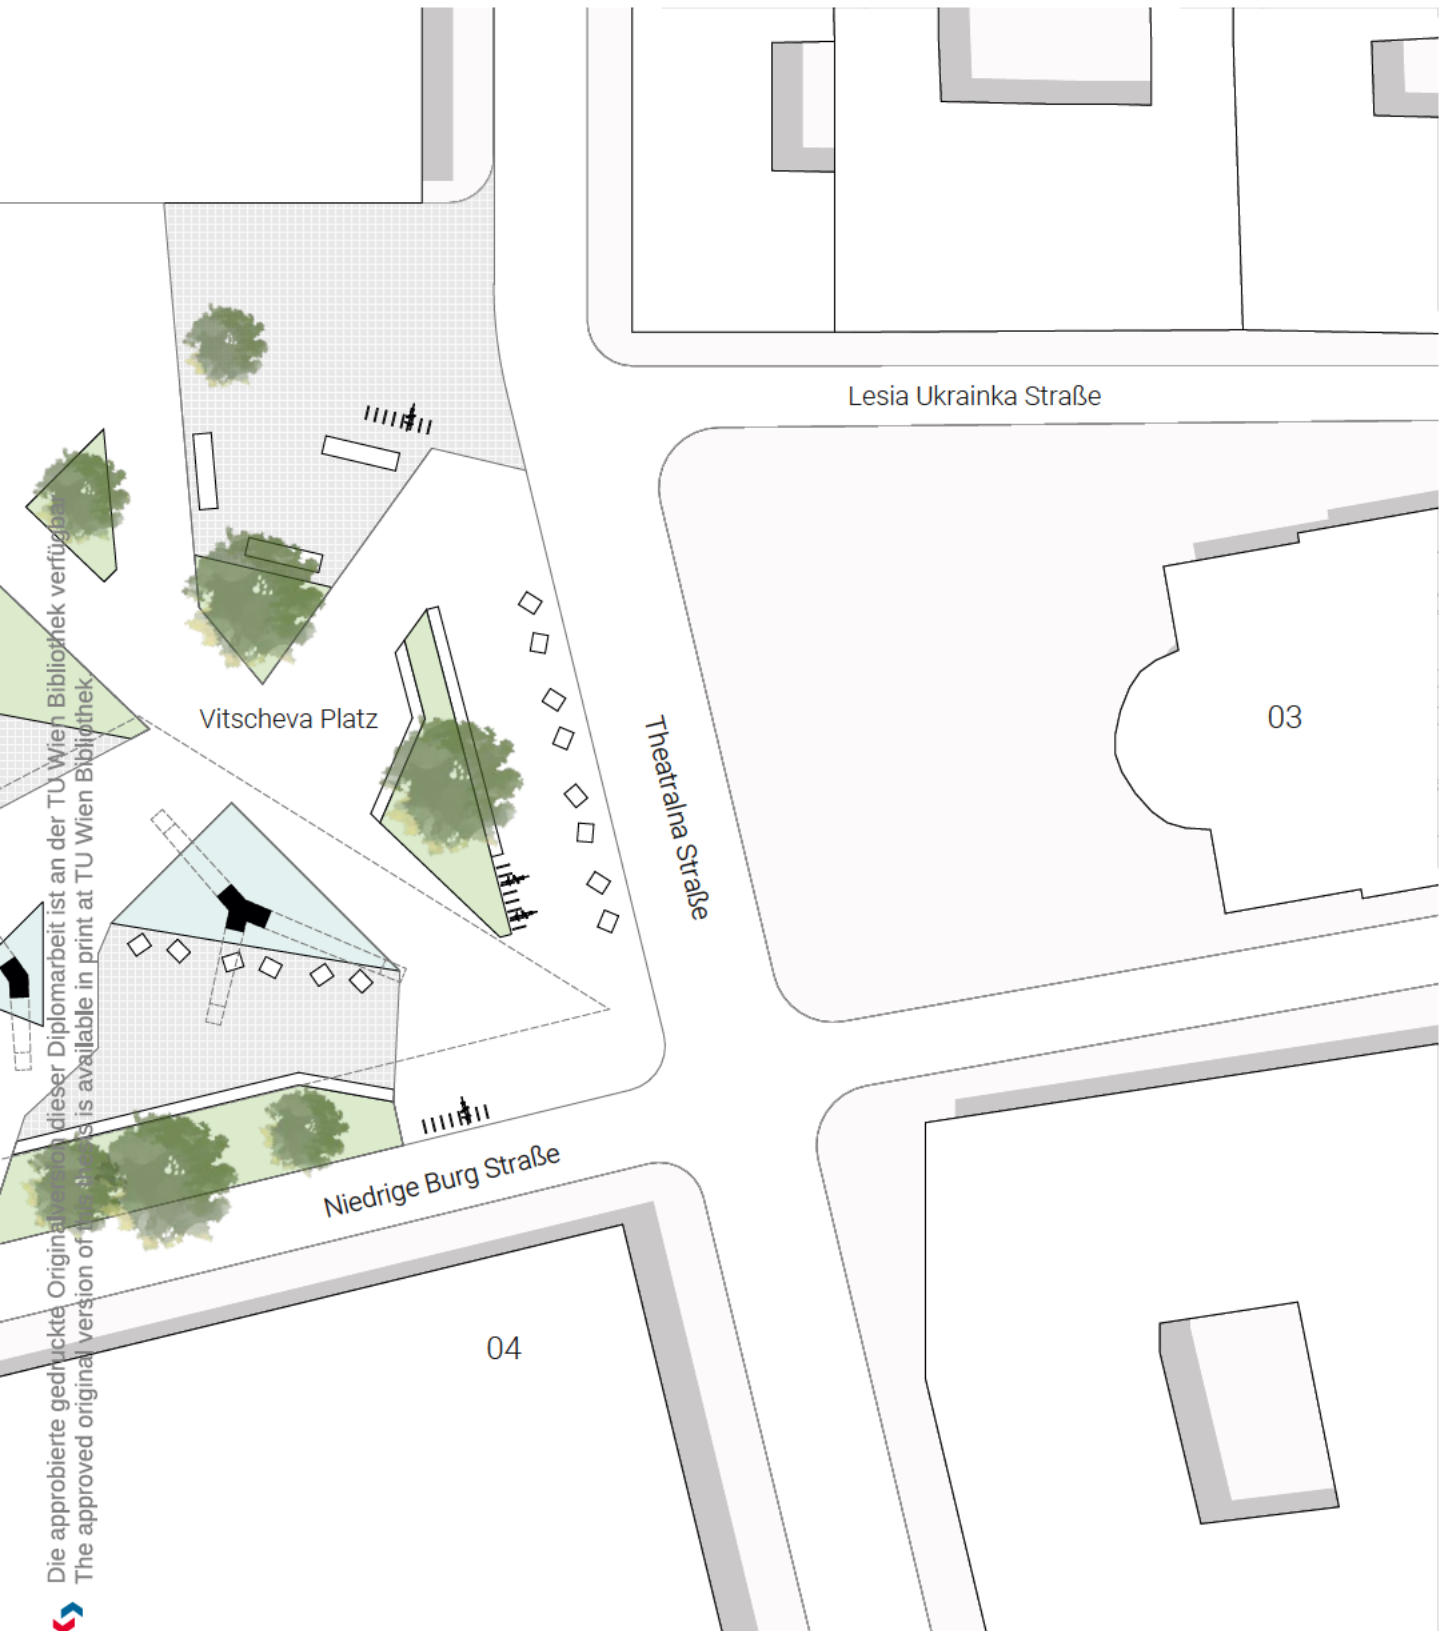 Lesia Ukrainka Straße
Vitscheva Platz
Theatralna Straße
03
Niedrige Burg Straße
04
Die approbierte gedruckte Originalversion dieser Diplomarbeit ist an der TU Wien Bibliothek verfügbar
The approved original version of this thesis is available in print at TU Wien Bibliothek.